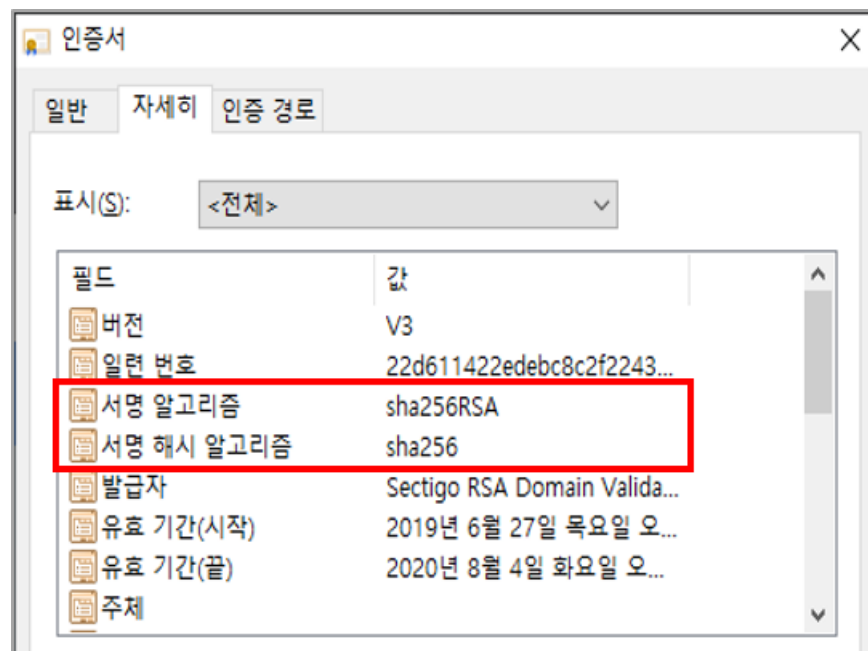 인증서
일반 자세히 인증 경로
표시(S): <전체>
필드 값
버전 V3
일련 번호 22d611422edebc8c2f2243...
서명 알고리즘 sha256RSA
서명 해시 알고리즘 sha256
발급자 Sectigo RSA Domain Valida...
유효 기간(시작) 2019년 6월 27일 목요일 오...
유효 기간(끝) 2020년 8월 4일 화요일 오...
주체